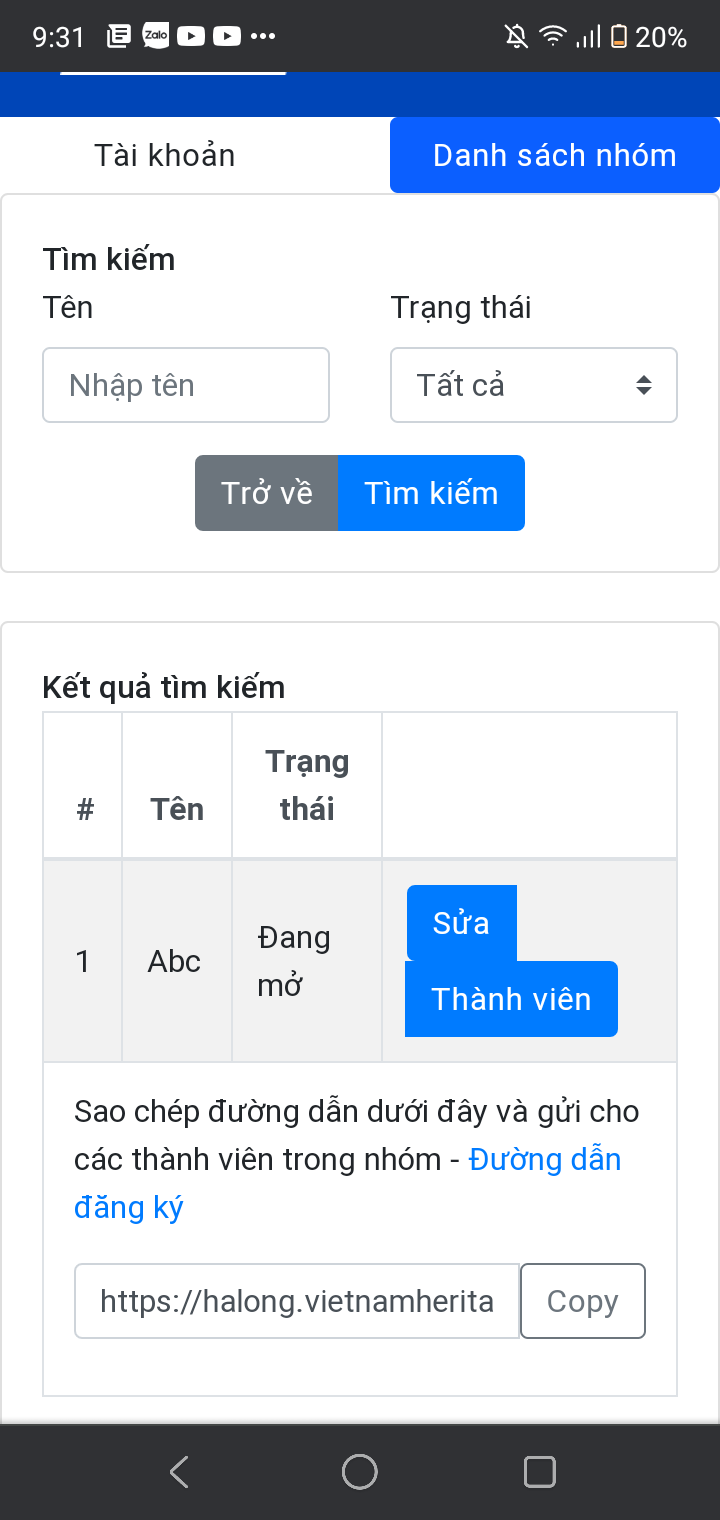 9:31 Zalo 20%
Tài khoản
Danh sách nhóm
Tìm kiếm
Tên
Trạng thái
Nhập tên
Tất cả
Trở về
Tìm kiếm
Kết quả tìm kiếm
# Tên Trạng thái
1 Abc Đang mở
Sửa
Thành viên
Sao chép đường dẫn dưới đây và gửi cho
các thành viên trong nhóm - Đường dẫn
đăng ký
https://halong.vietnamherita
Copy